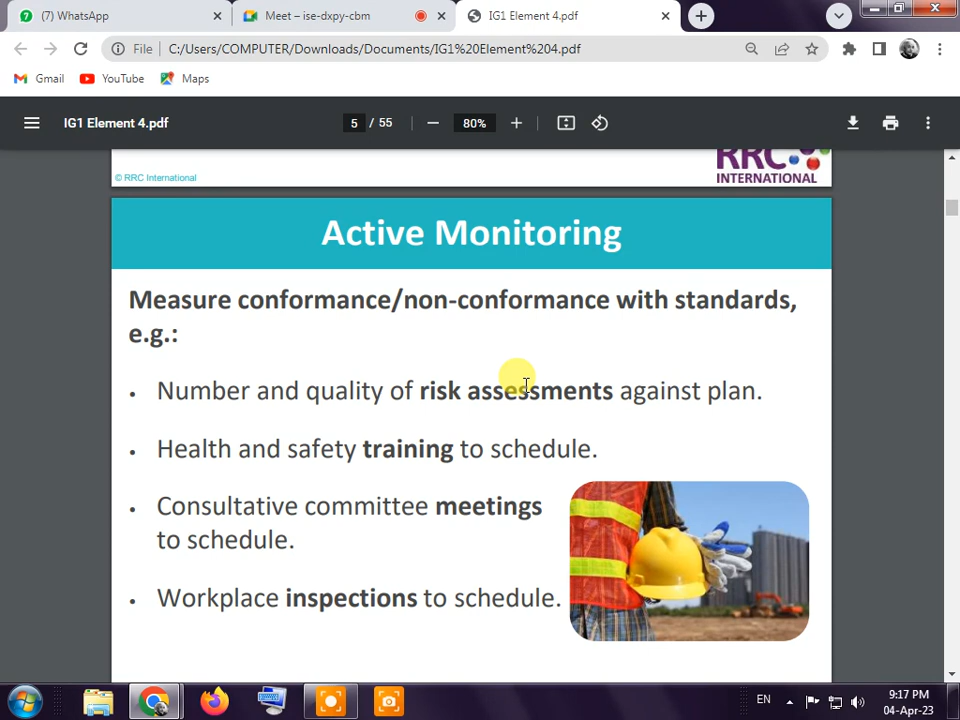 (7) WhatsApp
Meet – ise-dxpy-cbm
IG1 Element 4.pdf
File
C:/Users/COMPUTER/Downloads/Documents/IG1%20Element%204.pdf
Gmail
YouTube
Maps
IG1 Element 4.pdf
5 / 55
80%
© RRC International
RRC
INTERNATIONAL
Active Monitoring
Measure conformance/non-conformance with standards,
e.g.:
• Number and quality of risk assessments against plan.
• Health and safety training to schedule.
• Consultative committee meetings
to schedule.
• Workplace inspections to schedule.
EN
9:17 PM
04-Apr-23